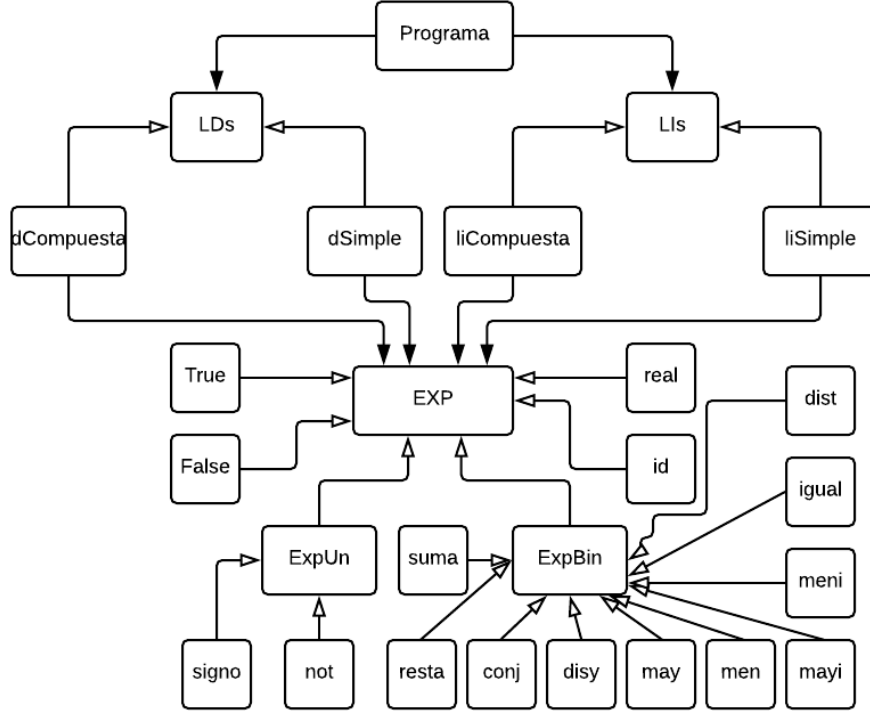 Programa
LDs
LIs
dCompuesta
dSimple
liCompuesta
liSimple
True
EXP
real
dist
False
id
igual
ExpUn
suma
ExpBin
meni
signo
not
resta
conj
disy
may
men
mayi